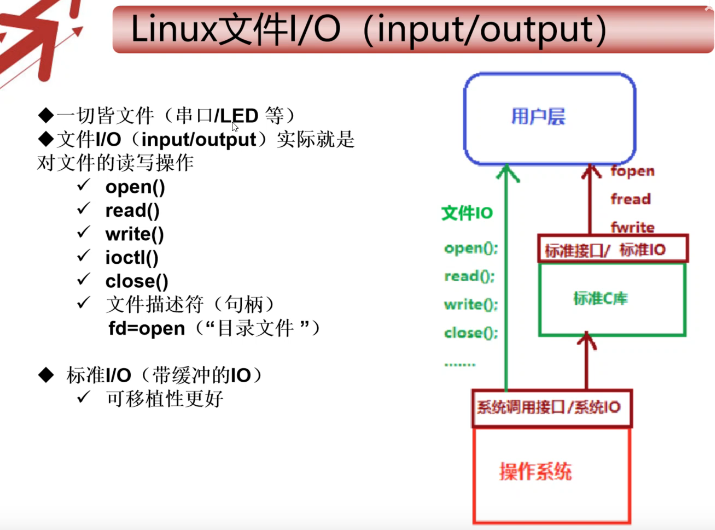 Linux文件I/O（input/output）
◆一切皆文件（串口/LED 等）
◆文件I/O（input/output）实际就是
对文件的读写操作
✓ open()
✓ read()
✓ write()
✓ ioctl()
✓ close()
✓ 文件描述符（句柄）
fd=open（“目录文件 ”）
◆ 标准I/O（带缓冲的IO）
✓ 可移植性更好
用户层
fopen
fread
fwrite
文件IO
open();
read();
write();
close();
.......
标准接口/ 标准IO
标准C库
系统调用接口/系统IO
操作系统